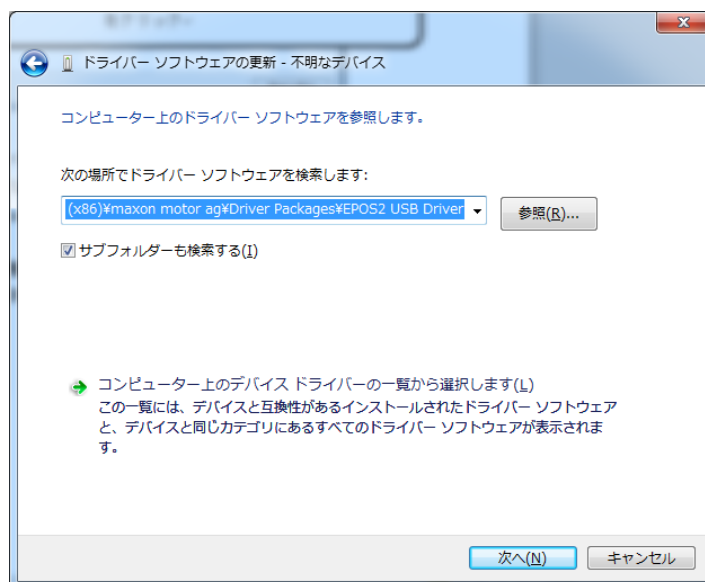 ドライバー ソフトウェアの更新 - 不明なデバイス
コンピューター上のドライバー ソフトウェアを参照します。
次の場所でドライバー ソフトウェアを検索します:
(x86)¥maxon motor ag¥Driver Packages¥EPOS2 USB Driver
参照(R)...
サブフォルダーも検索する(I)
コンピューター上のデバイス ドライバーの一覧から選択します(L)
この一覧には、デバイスと互換性があるインストールされたドライバー ソフトウェア
と、デバイスと同じカテゴリにあるすべてのドライバー ソフトウェアが表示されま
す。
次へ(N)
キャンセル